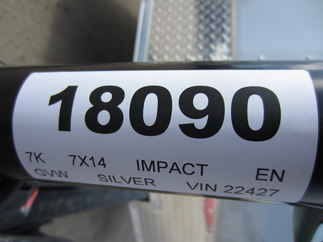 18090
7K 7X14 IMPACT EN
GVW SILVER VIN 22427